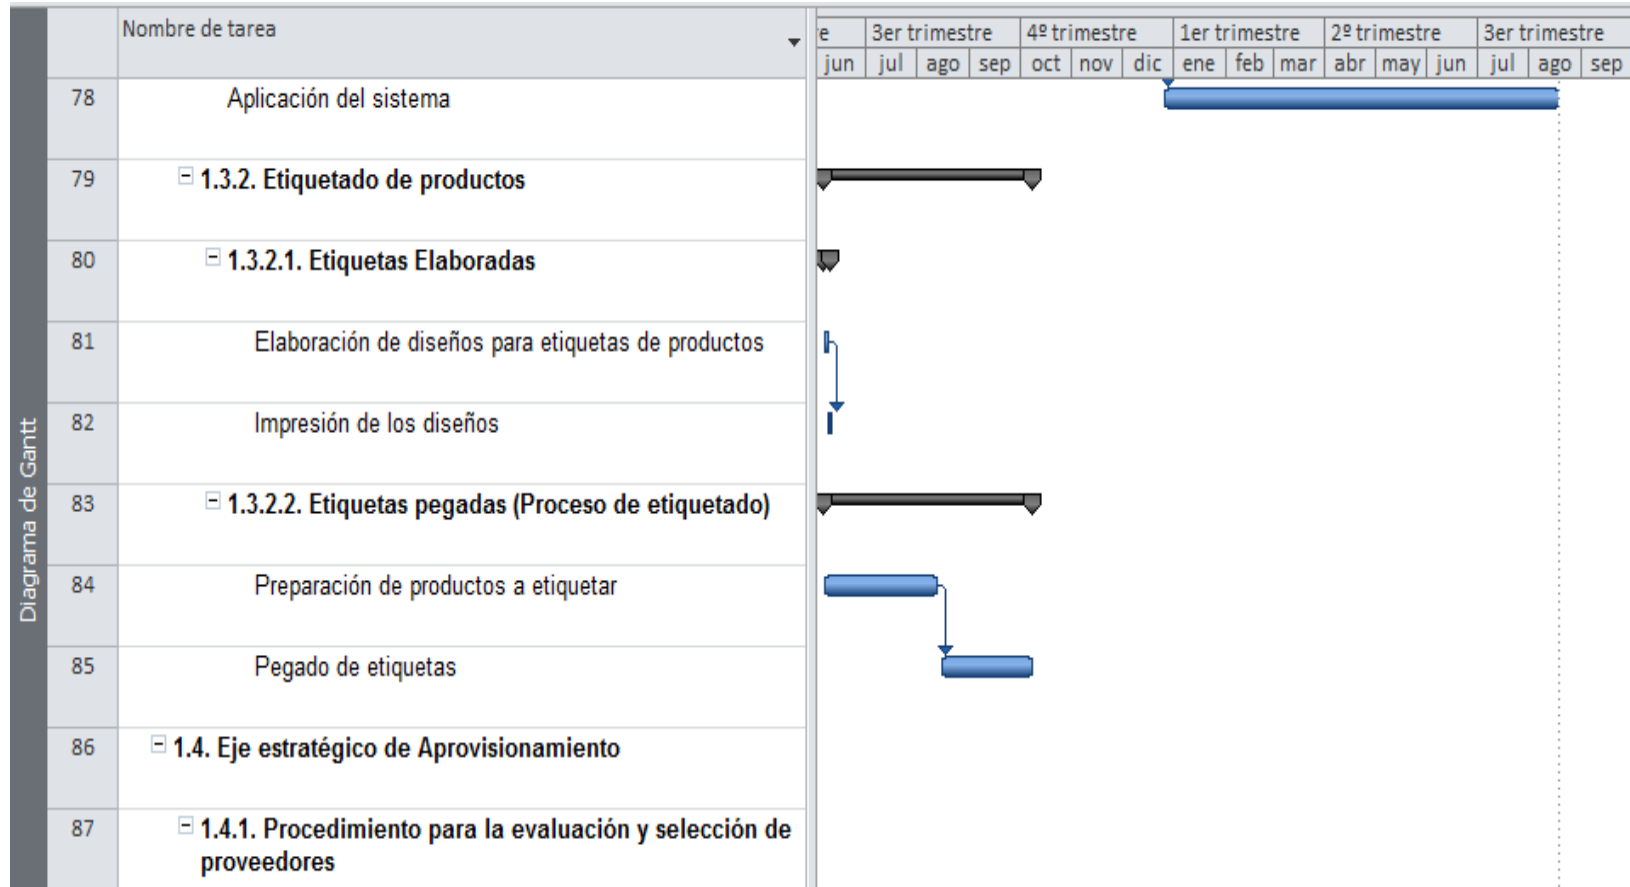 Nombre de tarea
re 3er trimestre 4º trimestre 1er trimestre 2º trimestre 3er trimestre
jun jul ago sep oct nov dic ene feb mar abr may jun jul ago sep
78 Aplicación del sistema
79 1.3.2. Etiquetado de productos
80 1.3.2.1. Etiquetas Elaboradas
81 Elaboración de diseños para etiquetas de productos
82 Impresión de los diseños
83 1.3.2.2. Etiquetas pegadas (Proceso de etiquetado)
84 Preparación de productos a etiquetar
85 Pegado de etiquetas
86 1.4. Eje estratégico de Aprovisionamiento
87 1.4.1. Procedimiento para la evaluación y selección de
proveedores
Diagrama de Gantt